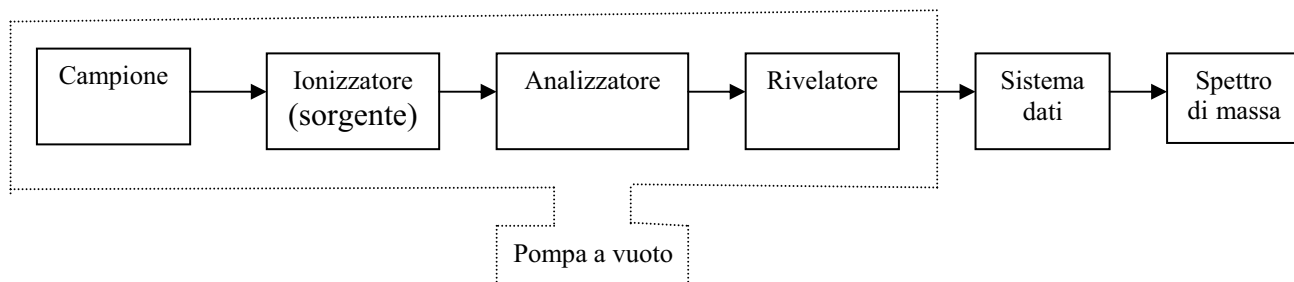 Campione
Ionizzatore
(sorgente)
Analizzatore
Rivelatore
Sistema
dati
Spettro
di massa
Pompa a vuoto